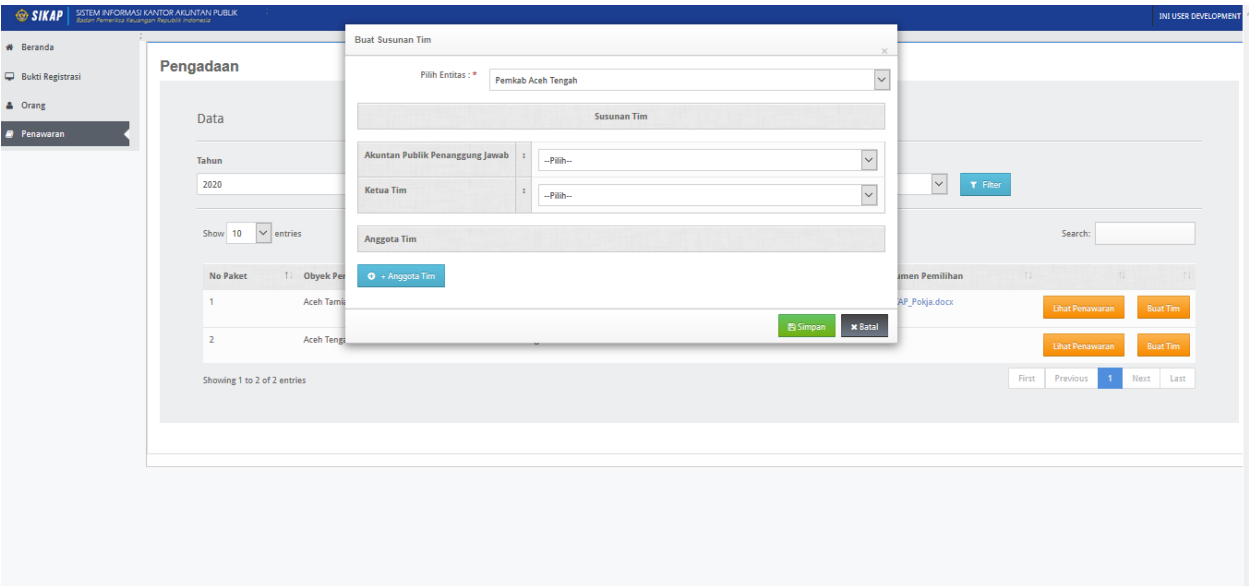 SIKAP
SISTEM INFORMASI KANTOR AKUNTAN PUBLIK
Badan Pemeriksa Keuangan Republik Indonesia
INI USER DEVELOPMENT
Beranda
Bukti Registrasi
Orang
Penawaran
Pengadaan
Data
Tahun
2020
Filter
Show 10 entries
Search:
No Paket
Obyek Per
umen Pemilihan
1
Aceh Tamia
AP_Pokja.docx
Lihat Penawaran
Buat Tim
2
Aceh Tenga
Lihat Penawaran
Buat Tim
Showing 1 to 2 of 2 entries
First Previous 1 Next Last
Buat Susunan Tim
×
Pilih Entitas : *
Pemkab Aceh Tengah
Susunan Tim
Akuntan Publik Penanggung Jawab : --Pilih--
Ketua Tim : --Pilih--
Anggota Tim
+ Anggota Tim
Simpan
Batal